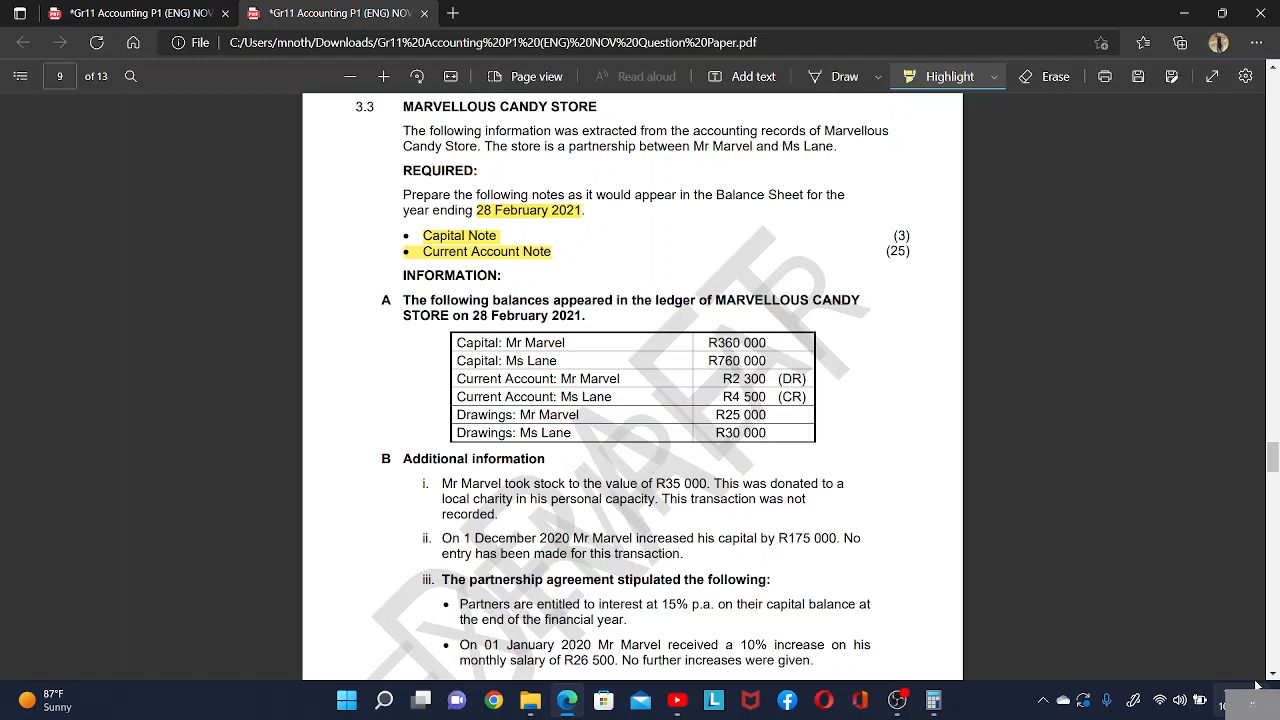 *Gr11 Accounting P1 (ENG) NOV
*Gr11 Accounting P1 (ENG) NOV
File
C:/Users/mnoth/Downloads/Gr11%20Accounting%20P1%20(ENG)%20NOV%20Question%20Paper.pdf
9 of 13
Page view
Read aloud
Add text
Draw
Highlight
Erase
3.3 MARVELLOUS CANDY STORE
The following information was extracted from the accounting records of Marvellous
Candy Store. The store is a partnership between Mr Marvel and Ms Lane.
REQUIRED:
Prepare the following notes as it would appear in the Balance Sheet for the
year ending 28 February 2021.
• Capital Note (3)
• Current Account Note (25)
INFORMATION:
A The following balances appeared in the ledger of MARVELLOUS CANDY
STORE on 28 February 2021.
Capital: Mr Marvel R360 000
Capital: Ms Lane R760 000
Current Account: Mr Marvel R2 300 (DR)
Current Account: Ms Lane R4 500 (CR)
Drawings: Mr Marvel R25 000
Drawings: Ms Lane R30 000
B Additional information
i. Mr Marvel took stock to the value of R35 000. This was donated to a
local charity in his personal capacity. This transaction was not
recorded.
ii. On 1 December 2020 Mr Marvel increased his capital by R175 000. No
entry has been made for this transaction.
iii. The partnership agreement stipulated the following:
• Partners are entitled to interest at 15% p.a. on their capital balance at
the end of the financial year.
• On 01 January 2020 Mr Marvel received a 10% increase on his
monthly salary of R26 500. No further increases were given.
87°F
Sunny